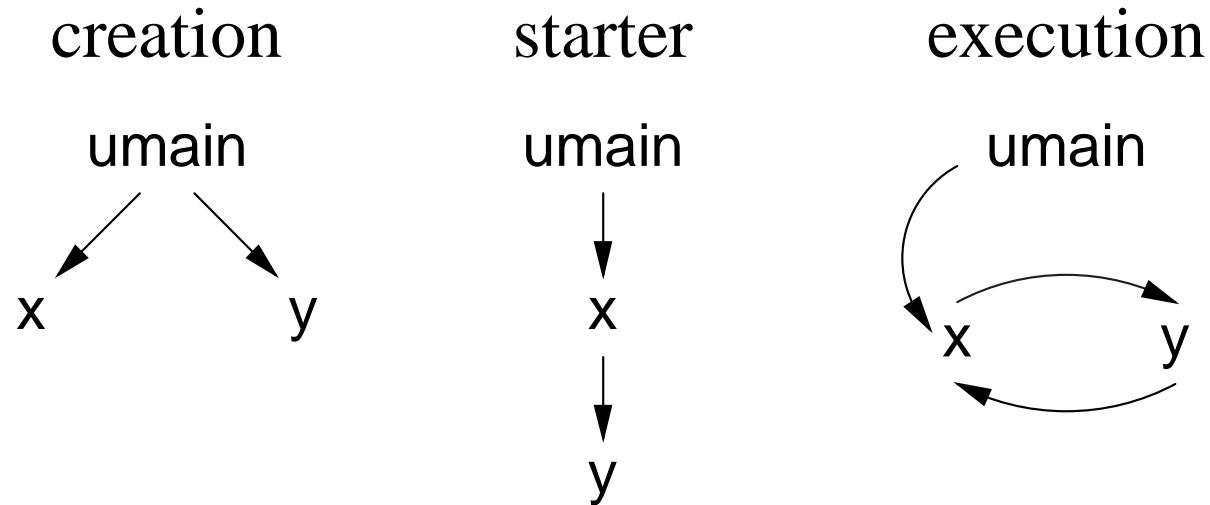 creation starter execution
umain umain umain
x y x x y
y